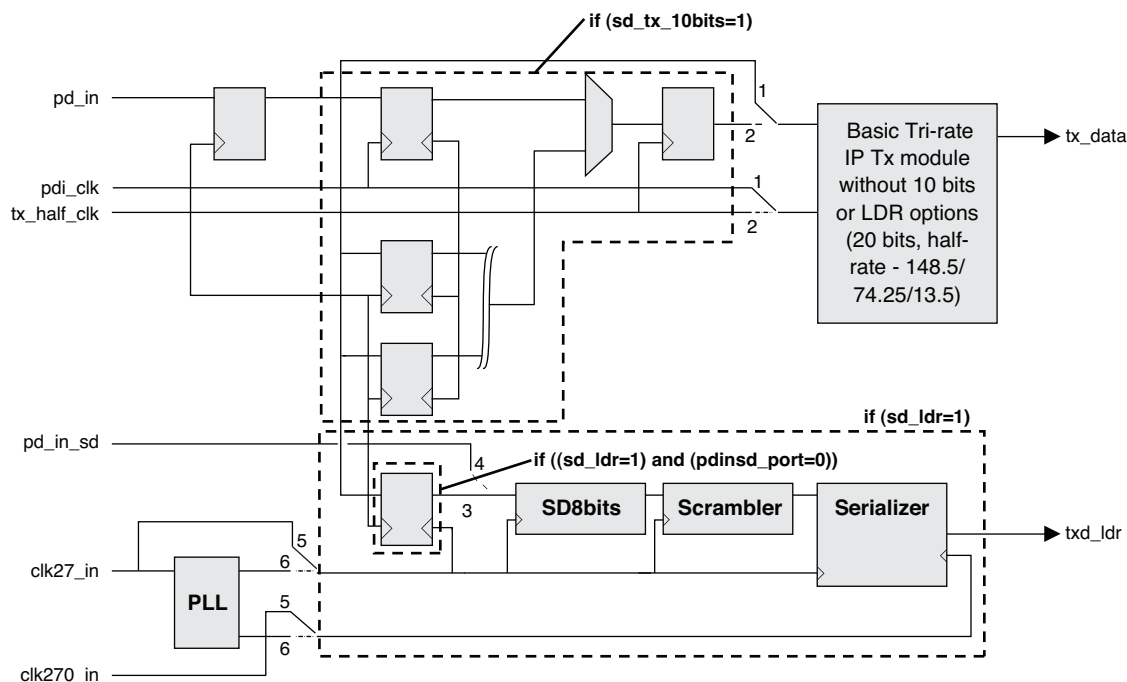 if (sd_tx_10bits=1)
pd_in
1
2
Basic Tri-rate
IP Tx module
without 10 bits
or LDR options
(20 bits, half-
rate - 148.5/
74.25/13.5)
tx_data
pdi_clk
1
tx_half_clk
2
if (sd_ldr=1)
pd_in_sd
4
if ((sd_ldr=1) and (pdinsd_port=0))
3
SD8bits
Scrambler
Serializer
txd_ldr
5
clk27_in
6
PLL
5
6
clk270_in